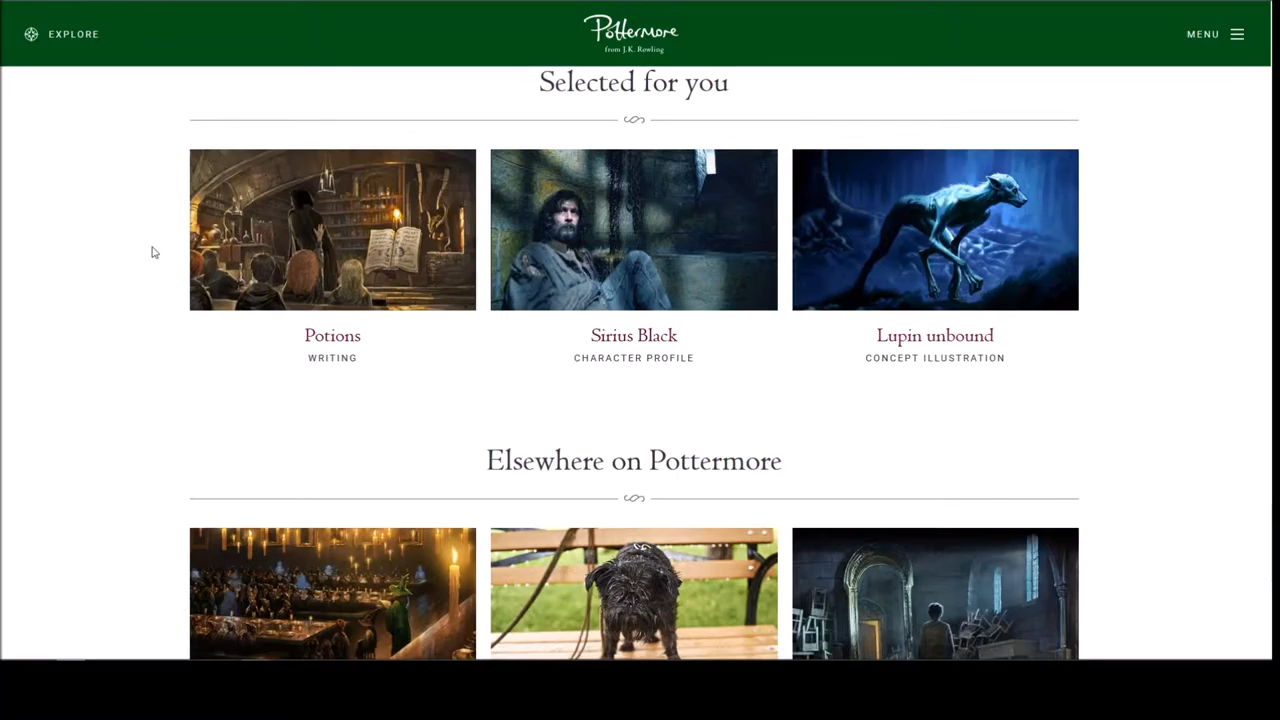 EXPLORE
Pottermore
from J.K. Rowling
MENU
Selected for you
Potions
WRITING
Sirius Black
CHARACTER PROFILE
Lupin unbound
CONCEPT ILLUSTRATION
Elsewhere on Pottermore